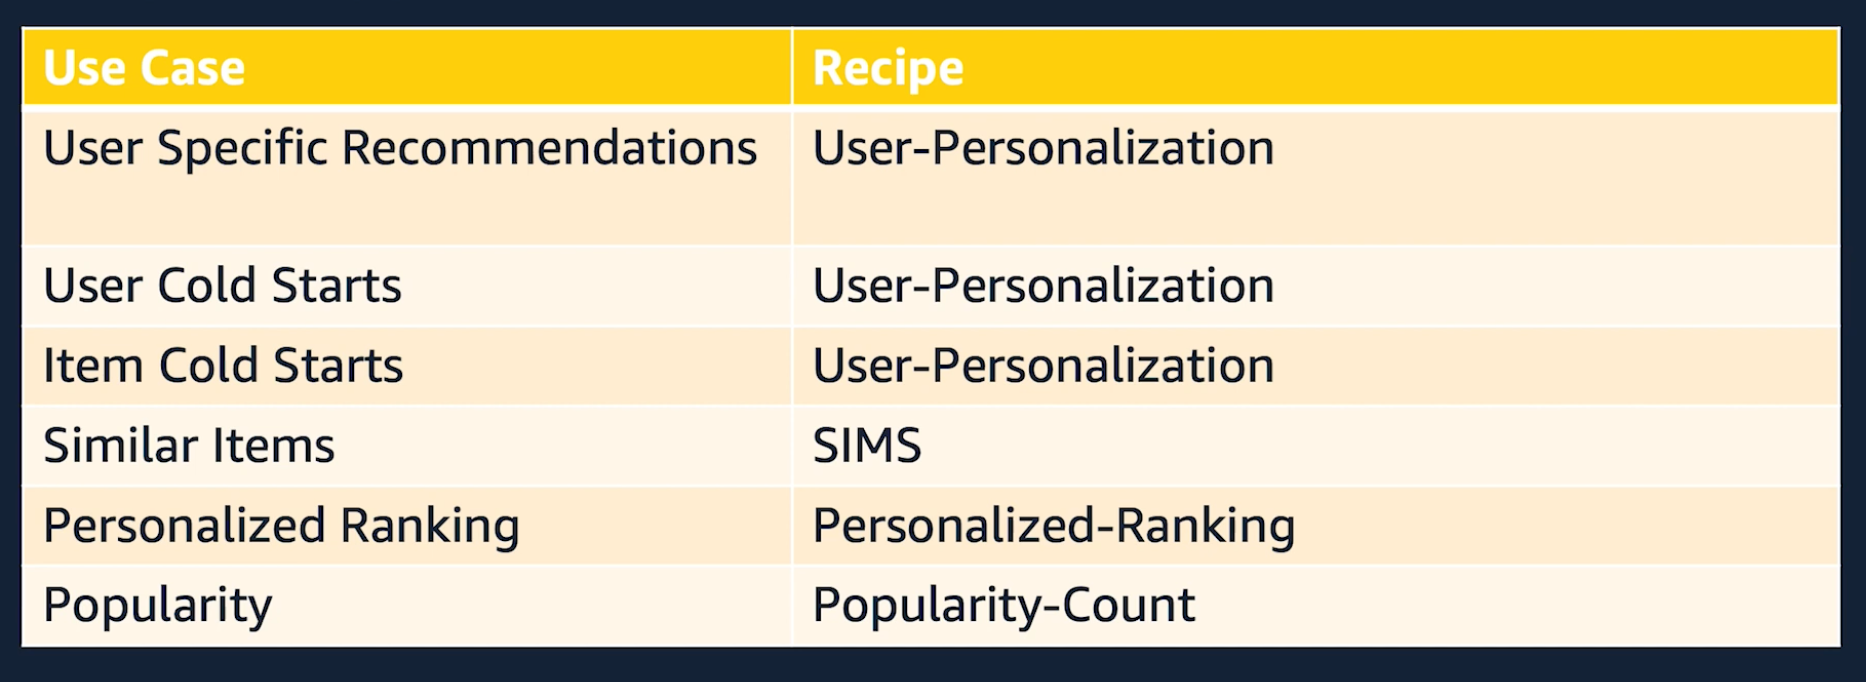 Use Case Recipe
User Specific Recommendations User-Personalization
User Cold Starts User-Personalization
Item Cold Starts User-Personalization
Similar Items SIMS
Personalized Ranking Personalized-Ranking
Popularity Popularity-Count